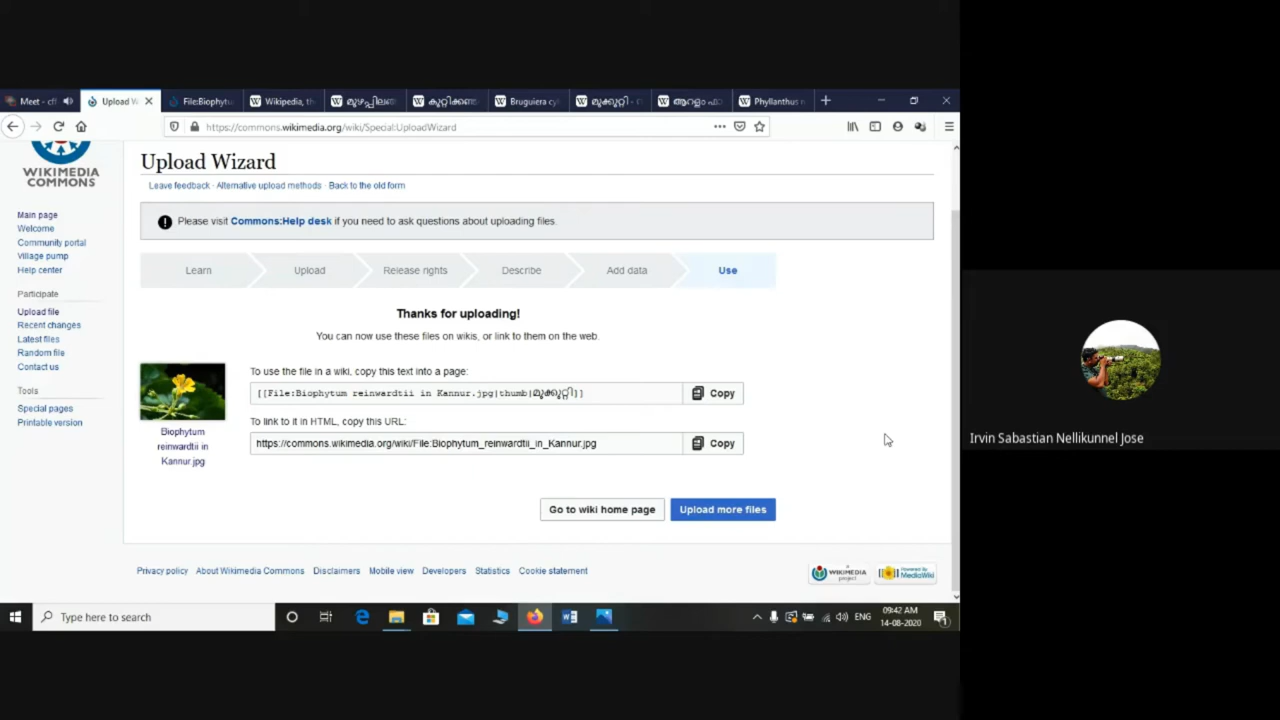 Meet - cf
Upload W
File:Biophytu
Wikipedia, th
കുറ്റിക്കണ്ട
Bruguiera cy
മുക്കുറ്റി -
ആറളം ഫാ
Phyllanthus
https://commons.wikimedia.org/wiki/Special:UploadWizard
WIKIMEDIA
COMMONS
Main page
Welcome
Community portal
Village pump
Help center
Participate
Upload file
Recent changes
Latest files
Random file
Contact us
Tools
Special pages
Printable version
Upload Wizard
Leave feedback · Alternative upload methods · Back to the old form
Please visit Commons:Help desk if you need to ask questions about uploading files.
Learn
Upload
Release rights
Describe
Add data
Use
Thanks for uploading!
You can now use these files on wikis, or link to them on the web.
Biophytum
reinwardtii in
Kannur.jpg
To use the file in a wiki, copy this text into a page:
[[File:Biophytum reinwardtii in Kannur.jpg|thumb|മുക്കുറ്റി]]
Copy
To link to it in HTML, copy this URL:
https://commons.wikimedia.org/wiki/File:Biophytum_reinwardtii_in_Kannur.jpg
Copy
Go to wiki home page
Upload more files
Privacy policy
About Wikimedia Commons
Disclaimers
Mobile view
Developers
Statistics
Cookie statement
WIKIMEDIA
project
Powered By
MediaWiki
Type here to search
ENG
09:42 AM
14-08-2020
1
Irvin Sabastian Nellikunnel Jose